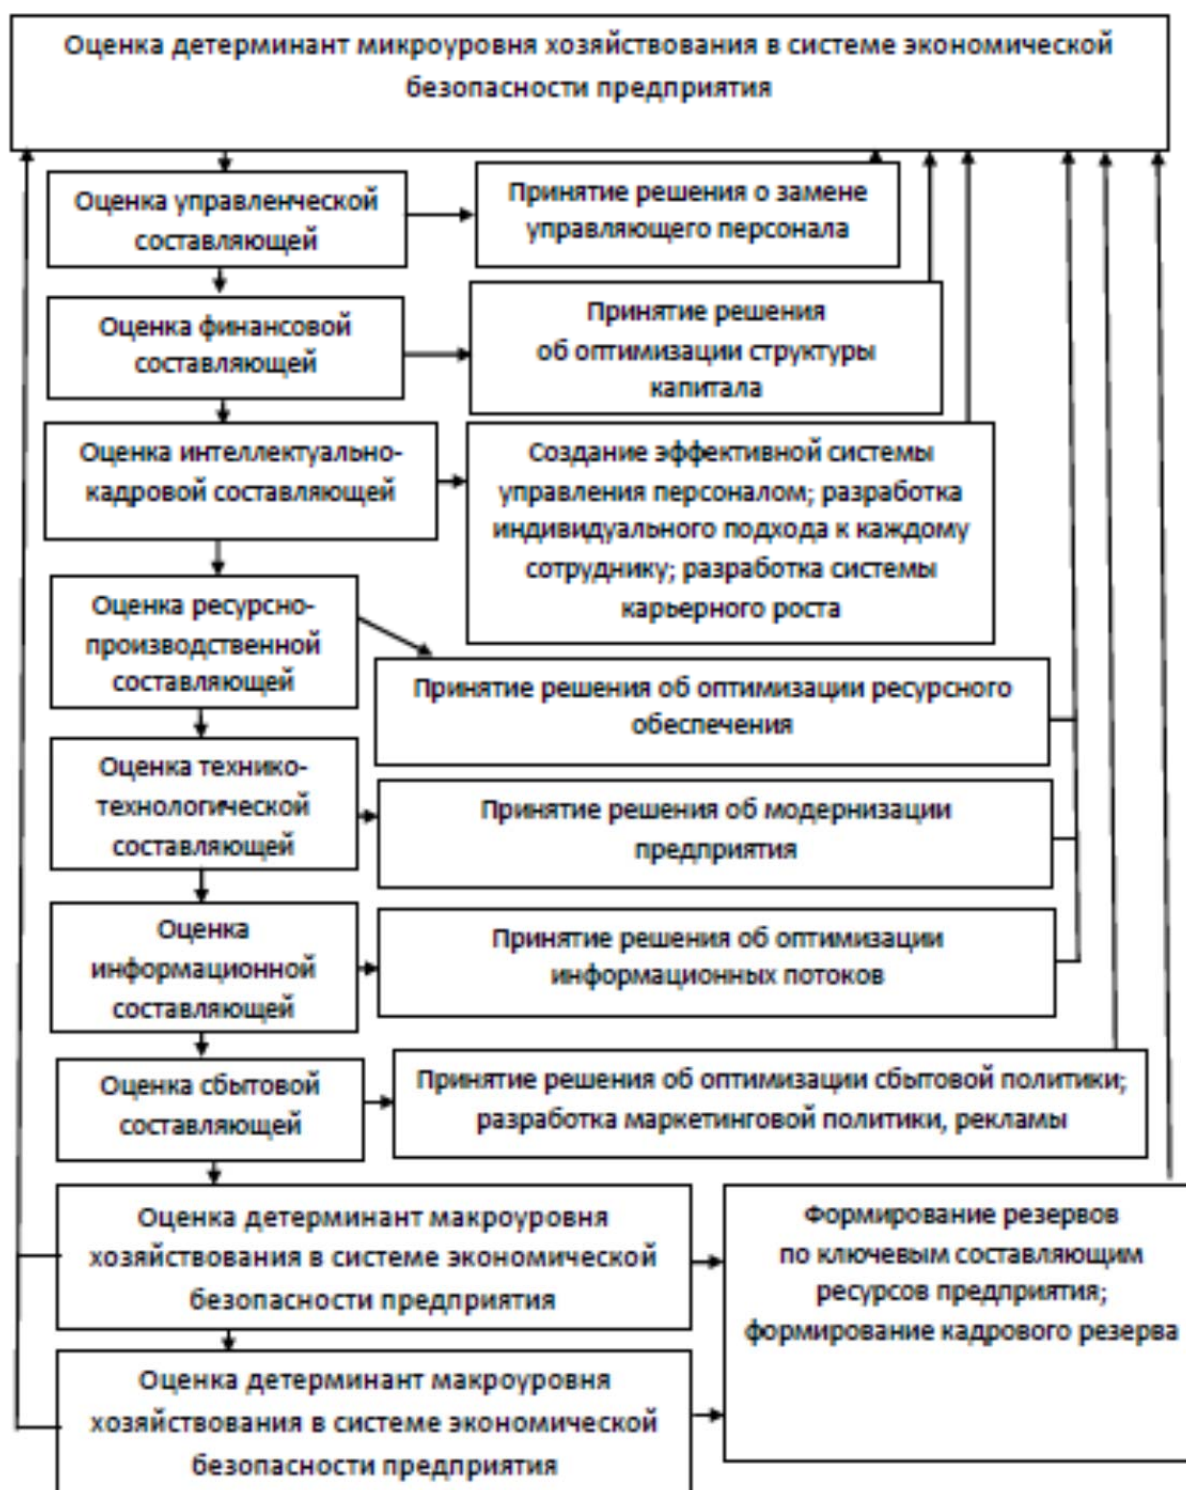 Оценка детерминант микроуровня хозяйствования в системе экономической
безопасности предприятия
Оценка управленческой
составляющей
Принятие решения о замене
управляющего персонала
Оценка финансовой
составляющей
Принятие решения
об оптимизации структуры
капитала
Оценка интеллектуально-
кадровой составляющей
Создание эффективной системы
управления персоналом; разработка
индивидуального подхода к каждому
сотруднику; разработка системы
карьерного роста
Оценка ресурсно-
производственной
составляющей
Принятие решения об оптимизации ресурсного
обеспечения
Оценка технико-
технологической
составляющей
Принятие решения об модернизации
предприятия
Оценка
информационной
составляющей
Принятие решения об оптимизации
информационных потоков
Оценка сбытовой
составляющей
Принятие решения об оптимизации сбытовой политики;
разработка маркетинговой политики, рекламы
Оценка детерминант макроуровня
хозяйствования в системе экономической
безопасности предприятия
Формирование резервов
по ключевым составляющим
ресурсов предприятия;
формирование кадрового резерва
Оценка детерминант макроуровня
хозяйствования в системе экономической
безопасности предприятия